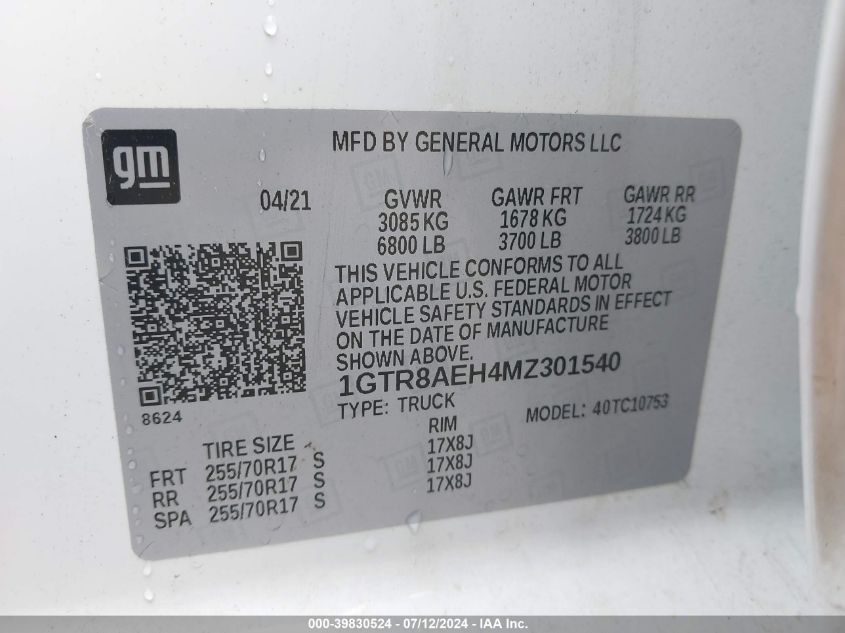 gm
MFD BY GENERAL MOTORS LLC
04/21
GVWR GAWR FRT GAWR RR
3085 KG 1678 KG 1724 KG
6800 LB 3700 LB 3800 LB
THIS VEHICLE CONFORMS TO ALL
APPLICABLE U.S. FEDERAL MOTOR
VEHICLE SAFETY STANDARDS IN EFFECT
ON THE DATE OF MANUFACTURE
SHOWN ABOVE.
1GTR8AEH4MZ301540
8624
TYPE: TRUCK MODEL: 40TC10753
TIRE SIZE RIM
FRT 255/70R17 S 17X8J
RR 255/70R17 S 17X8J
SPA 255/70R17 S 17X8J
000-39830524 - 07/12/2024 - IAA Inc.